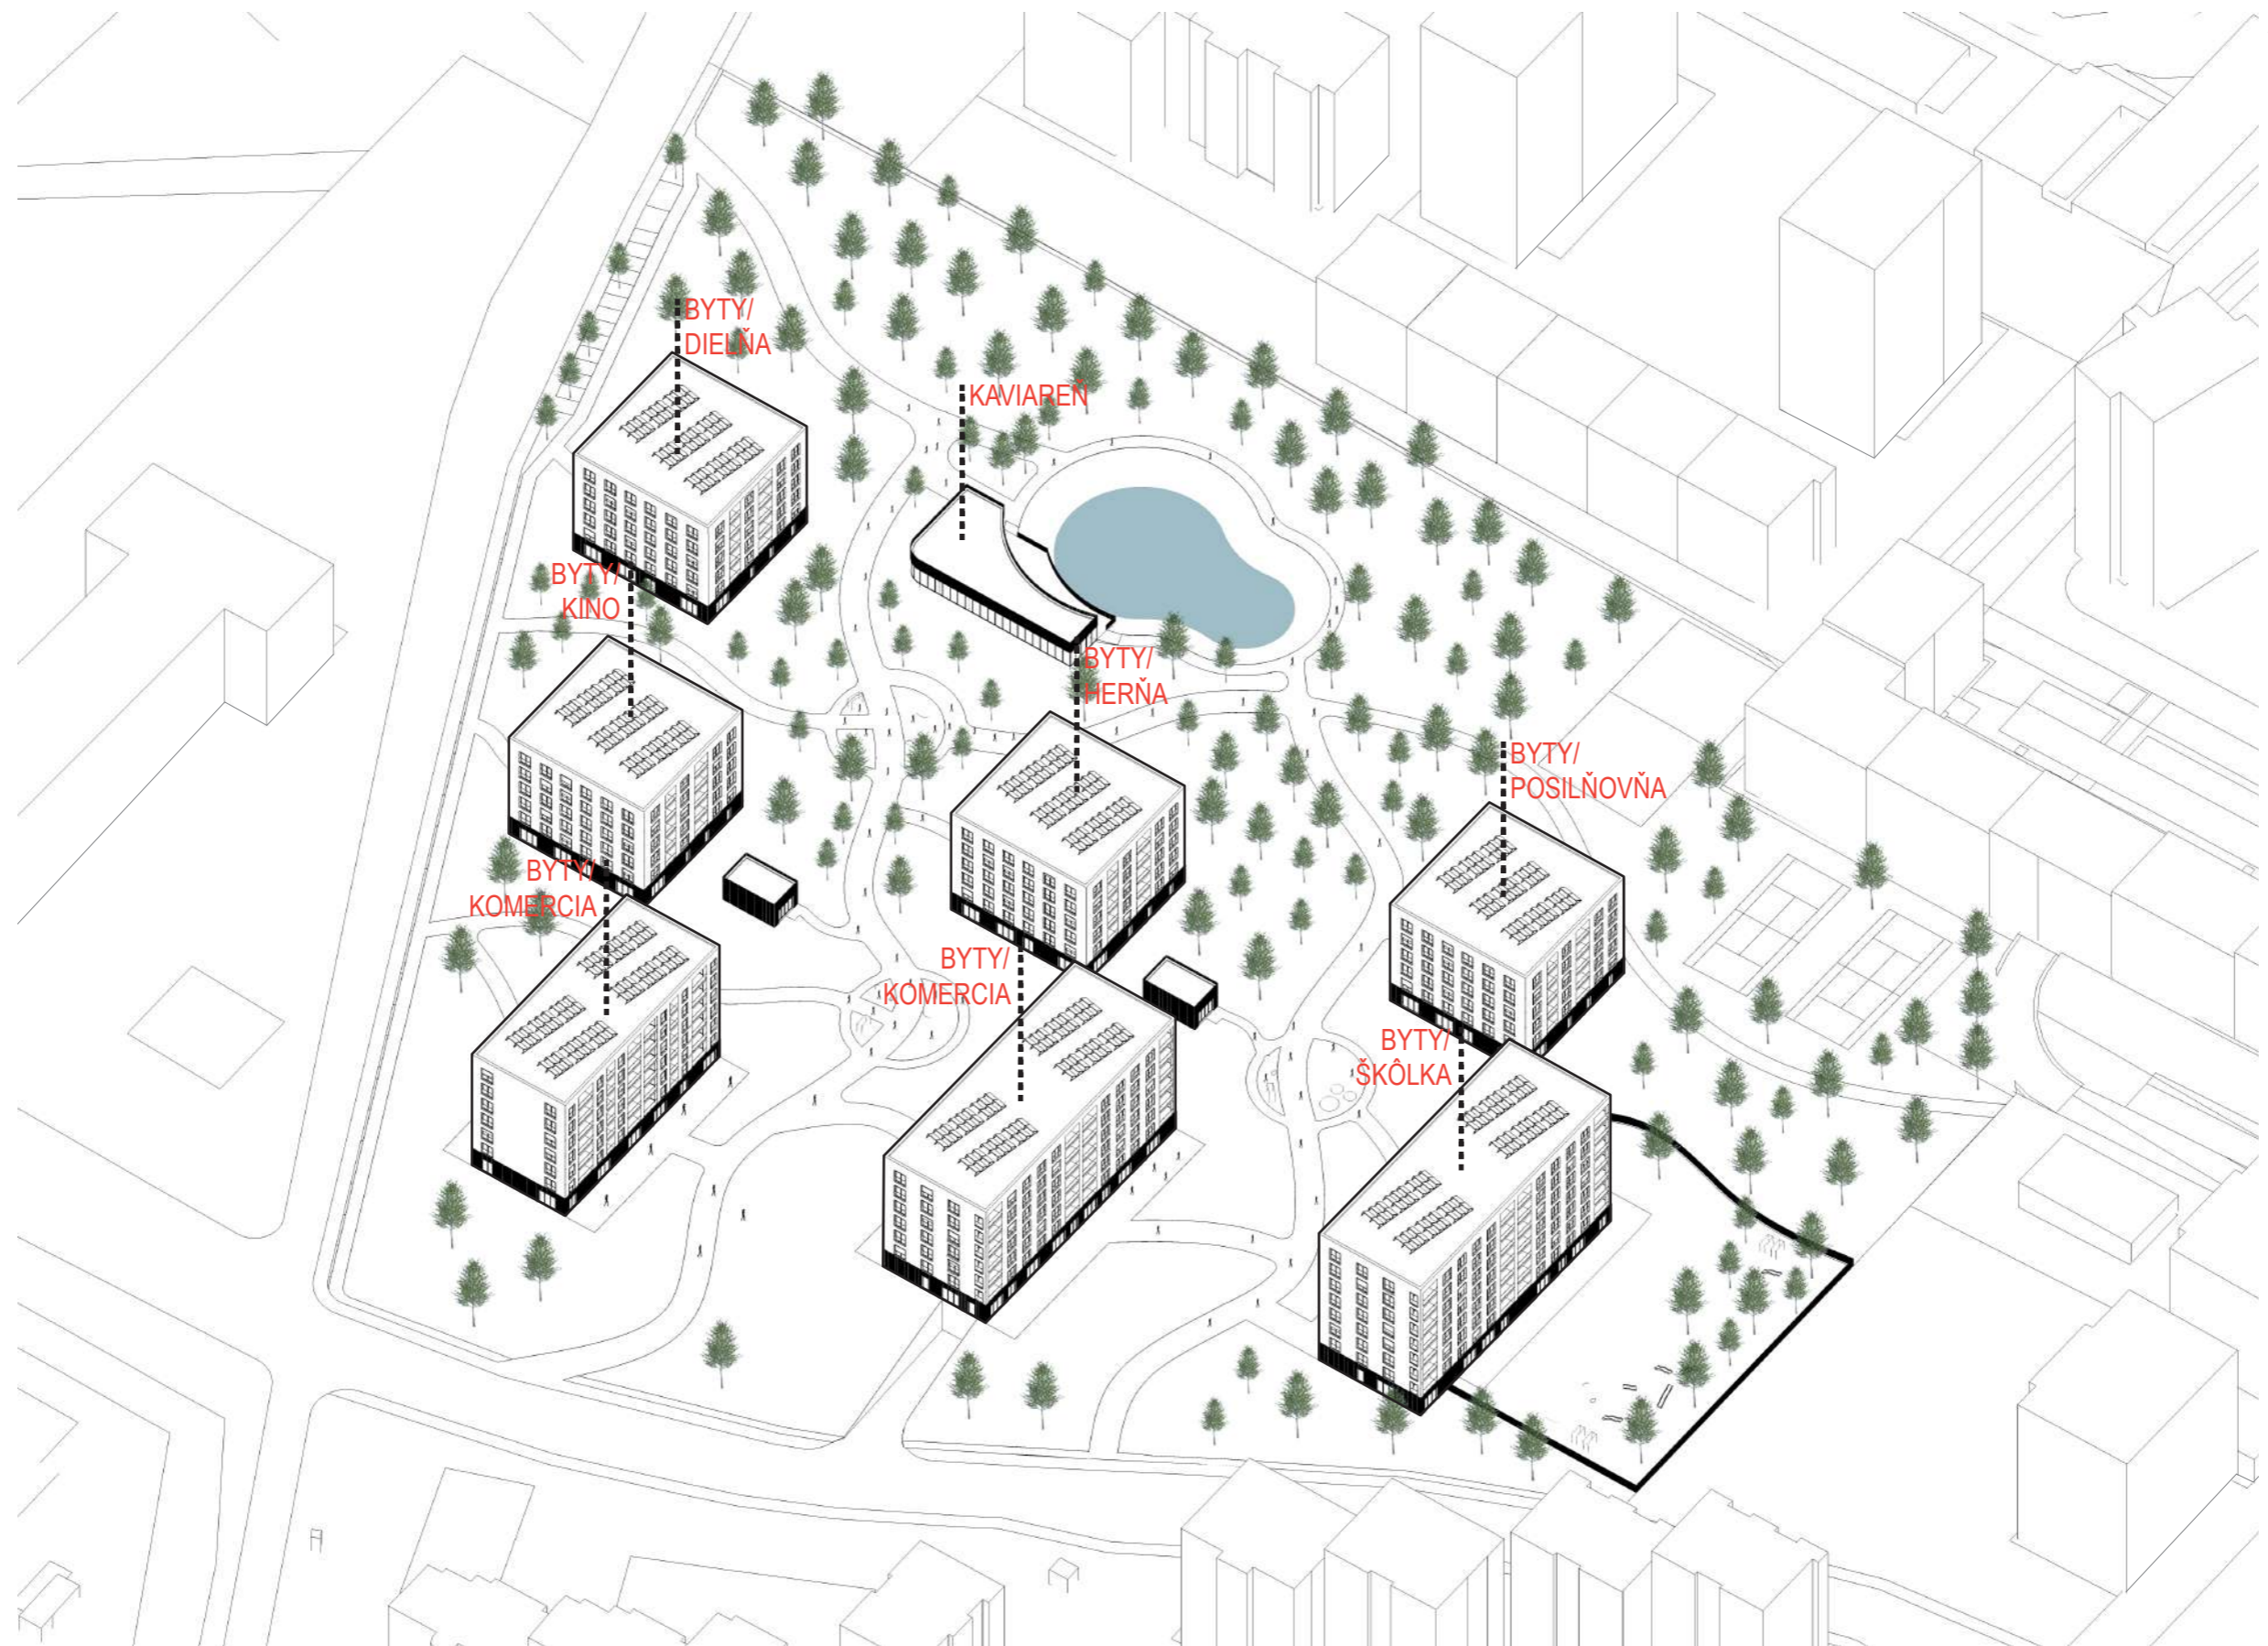 BYTY/
DIELŇA
KAVIAREŇ
BYTY/
KINO
BYTY/
HERŇA
BYTY/
POSILŇOVŇA
BYTY/
KOMERCIA
BYTY/
KOMERCIA
BYTY/
ŠKÔLKA